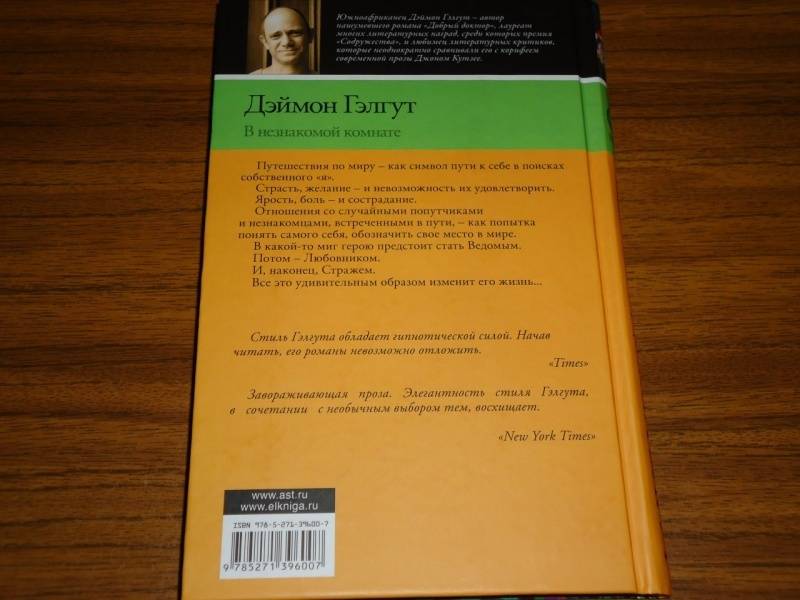 Южноафриканец Дэймон Гэлгут – автор
нашумевшего романа «Добрый доктор», лауреат
многих литературных наград, среди которых премия
«Содружества», и любимец литературных критиков,
которые неоднократно сравнивали его с корифеем
современной прозы Джоном Кутзее.
Дэймон Гэлгут
В незнакомой комнате
Путешествия по миру – как символ пути к себе в поисках
собственного «я».
Страсть, желание – и невозможность их удовлетворить.
Ярость, боль – и сострадание.
Отношения со случайными попутчиками
и незнакомцами, встреченными в пути, – как попытка
понять самого себя, обозначить свое место в мире.
В какой-то миг герою предстоит стать Ведомым.
Потом – Любовником.
И, наконец, Стражем.
Все это удивительным образом изменит его жизнь...
Стиль Гэлгута обладает гипнотической силой. Начав
читать, его романы невозможно отложить.
«Times»
Завораживающая проза. Элегантность стиля Гэлгута,
в сочетании с необычным выбором тем, восхищает.
«New York Times»
www.ast.ru
www.elkniga.ru
ISBN 978-5-271-39600-7
9 785271 396007